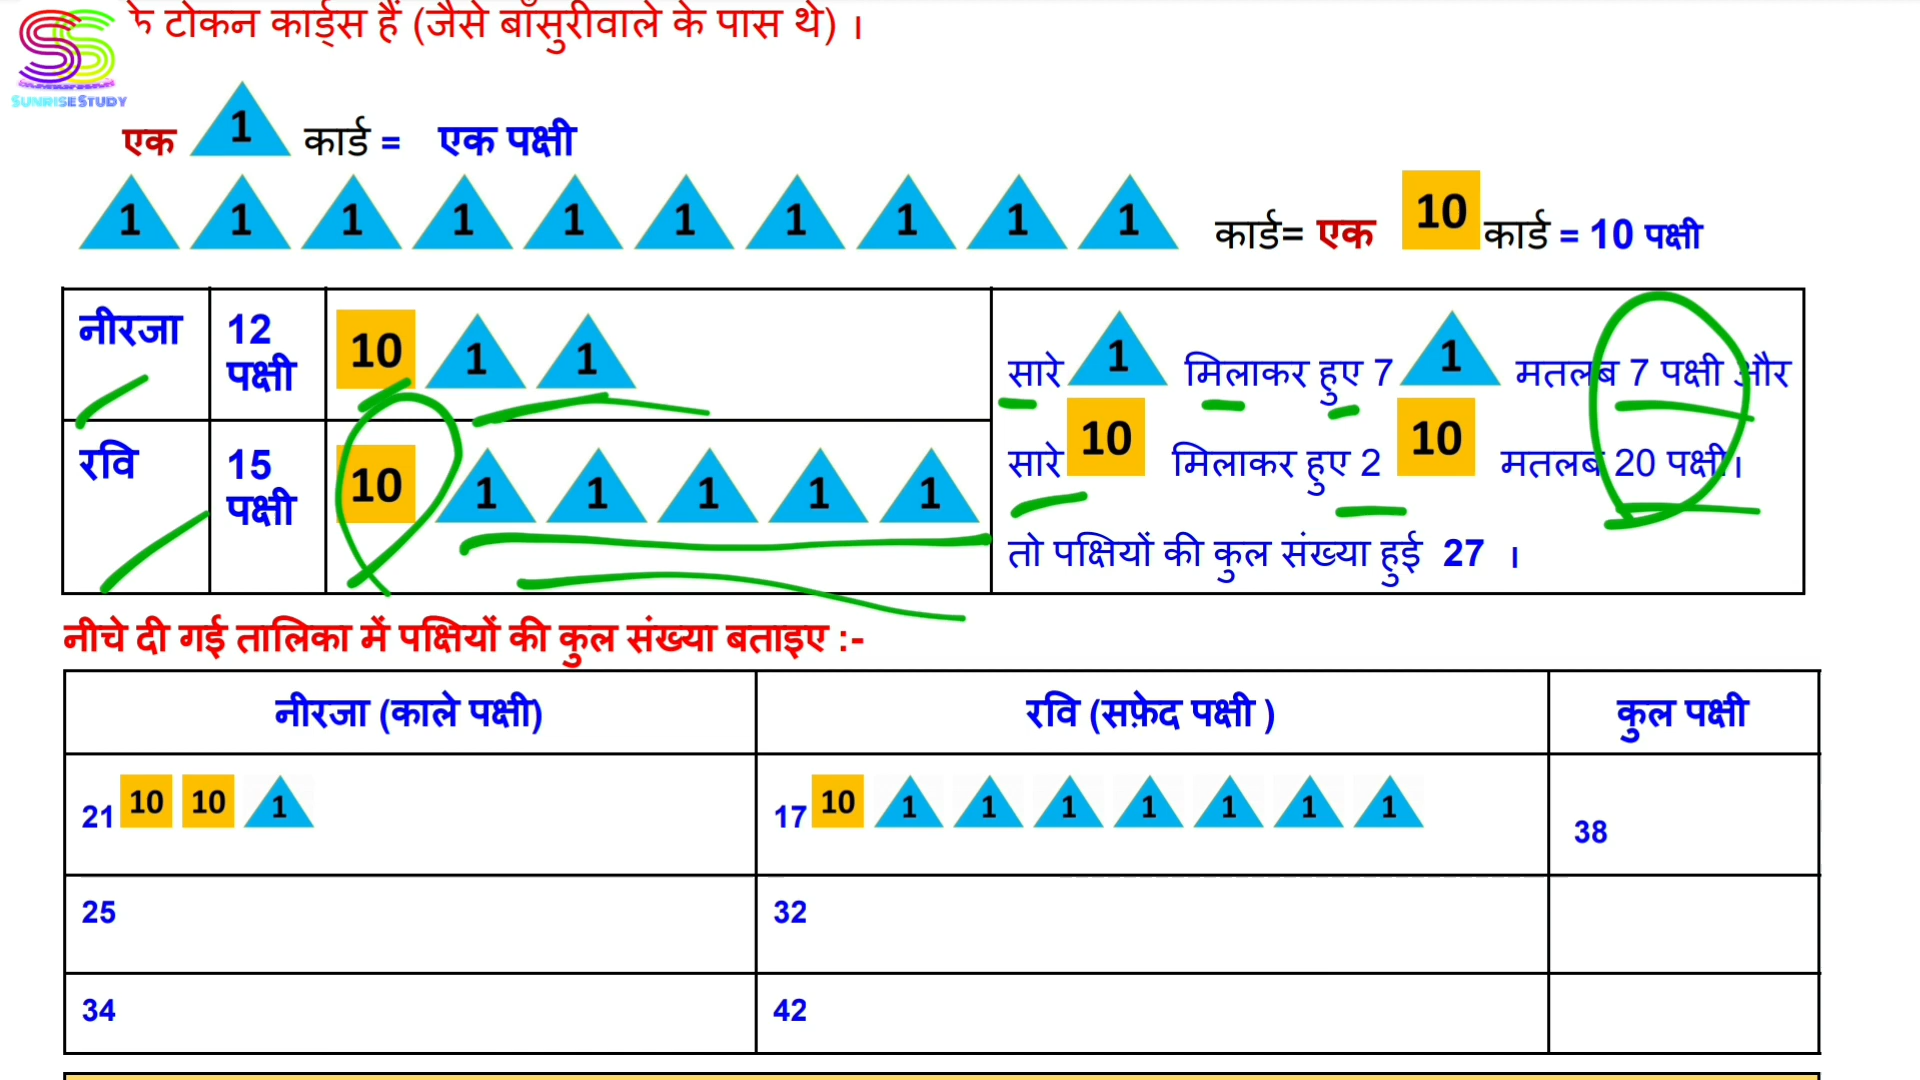 के टोकन कार्ड्स हैं (जैसे बाँसुरीवाले के पास थे) ।
SUNRISE STUDY
एक 1 कार्ड = एक पक्षी
1 1 1 1 1 1 1 1 1 1 कार्ड= एक 10 कार्ड = 10 पक्षी
नीरजा 12 पक्षी 10 1 1
रवि 15 पक्षी 10 1 1 1 1 1
सारे 1 मिलाकर हुए 7 1 मतलब 7 पक्षी और
सारे 10 मिलाकर हुए 2 10 मतलब 20 पक्षी।
तो पक्षियों की कुल संख्या हुई 27 ।
नीचे दी गई तालिका में पक्षियों की कुल संख्या बताइए :-
नीरजा (काले पक्षी) रवि (सफ़ेद पक्षी ) कुल पक्षी
21 10 10 1 17 10 1 1 1 1 1 1 1 38
25 32
34 42